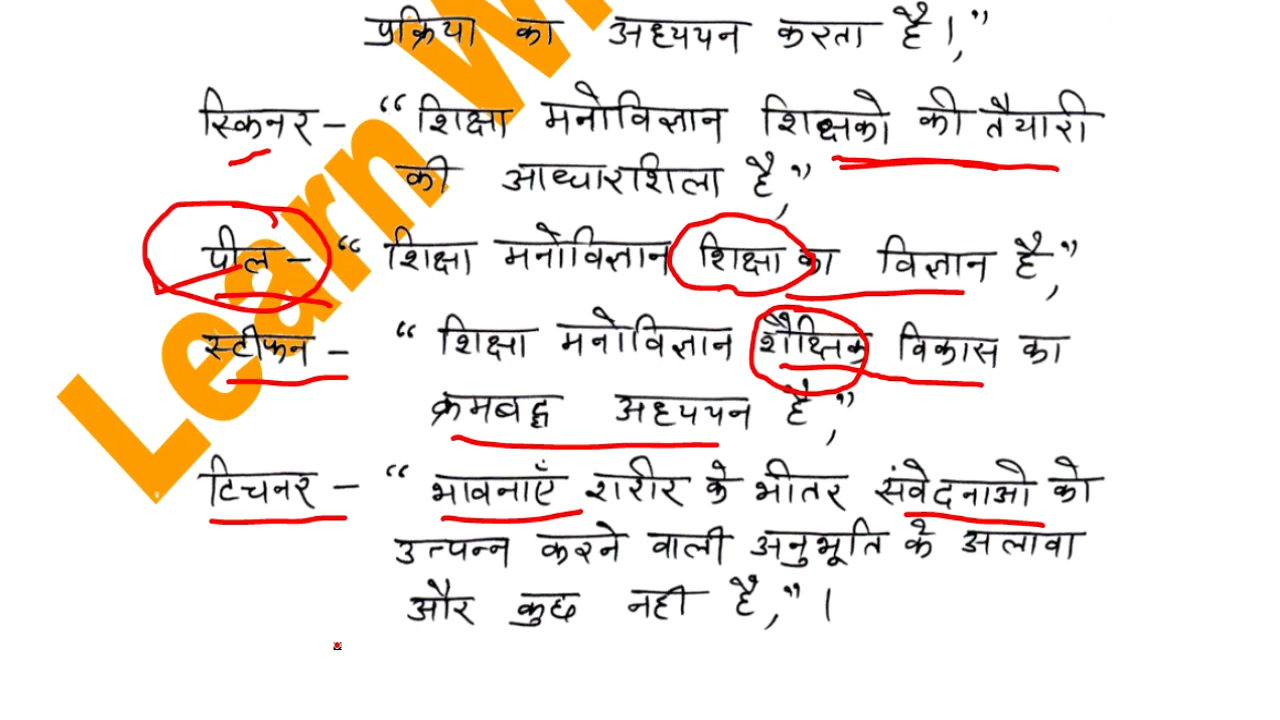 प्रक्रिया का अध्ययन करता है।,”
स्किनर – “ शिक्षा मनोविज्ञान शिक्षको की तैयारी
की आधारशिला है,”
पील – “ शिक्षा मनोविज्ञान शिक्षा का विज्ञान है,”
स्टीफन – “ शिक्षा मनोविज्ञान शैक्षिक विकास का
क्रमबद्ध अध्ययन है,”
टिचनर – “ भावनाएँ शरीर के भीतर संवेदनाओ को
उत्पन्न करने वाली अनुभूति के अलावा
और कुछ नही है,” ।
Learn W